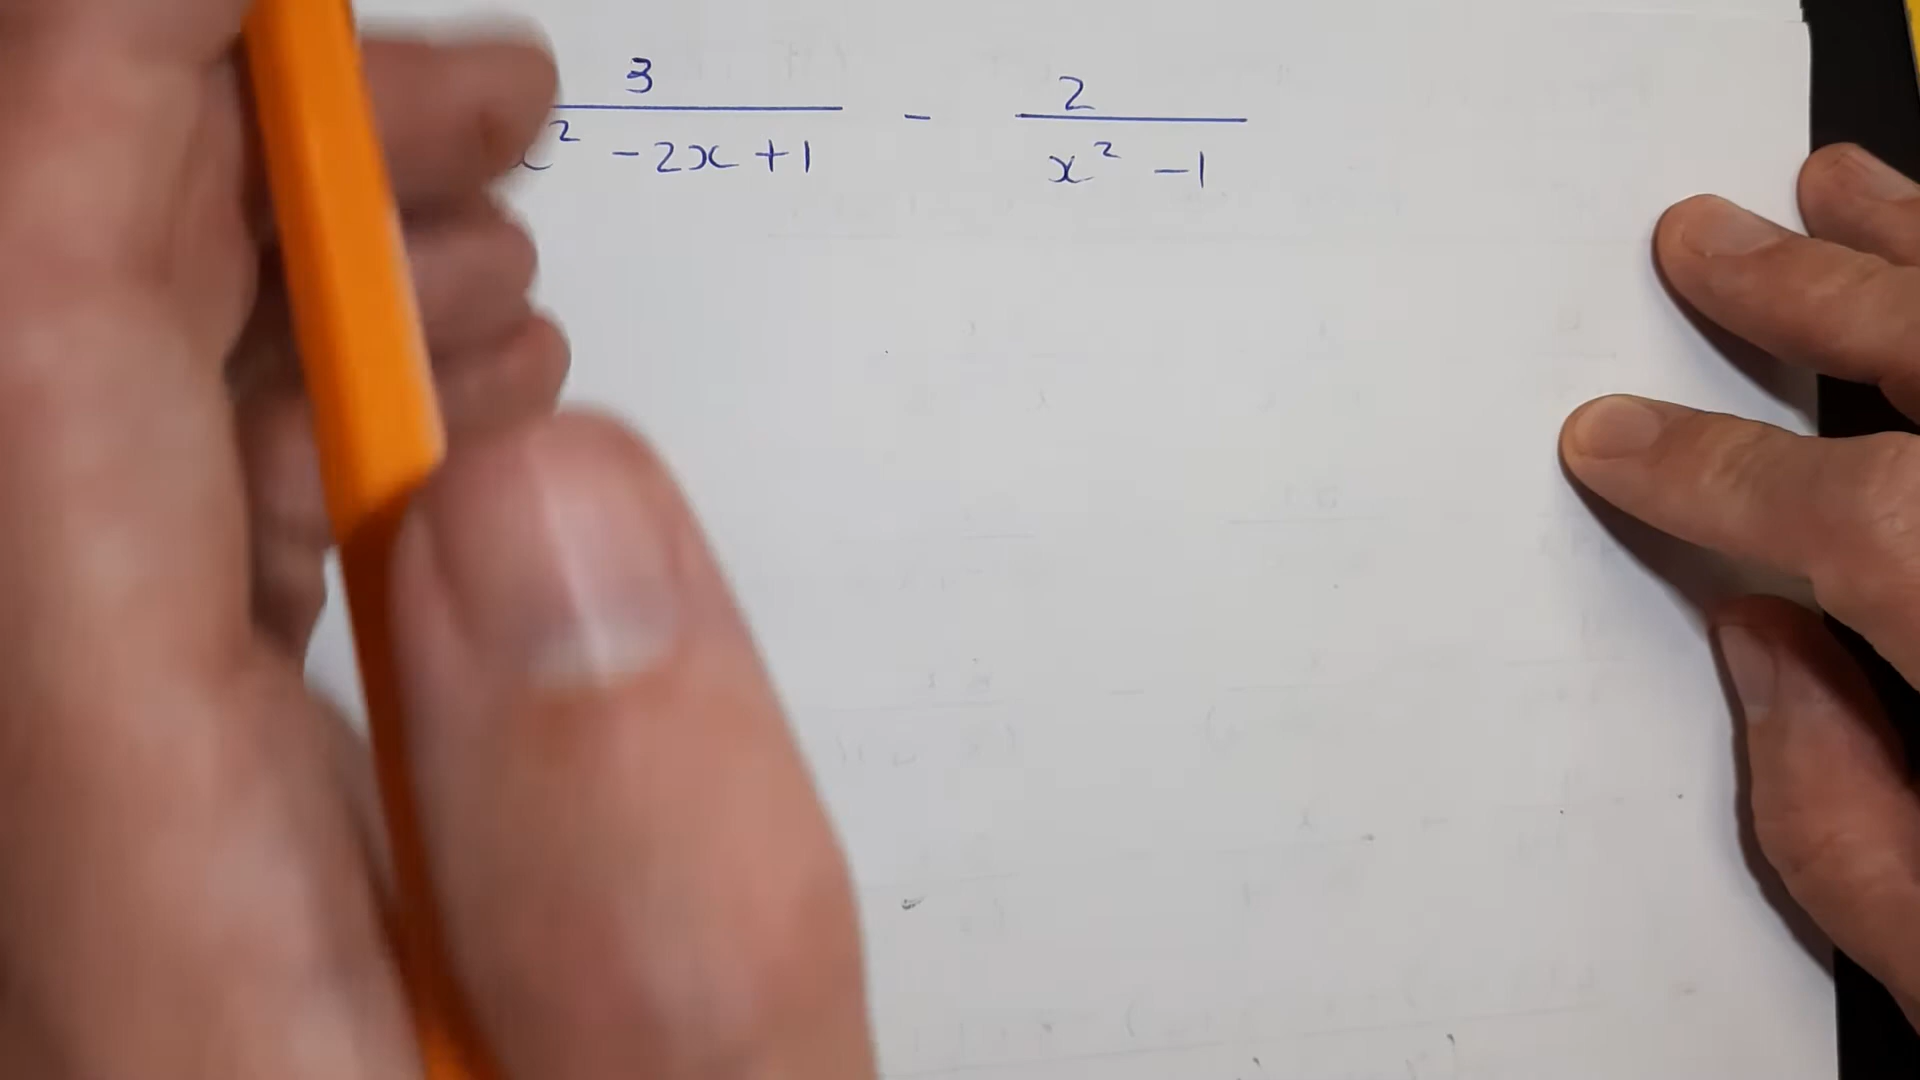 3 / x² - 2x + 1 - 2 / x² - 1